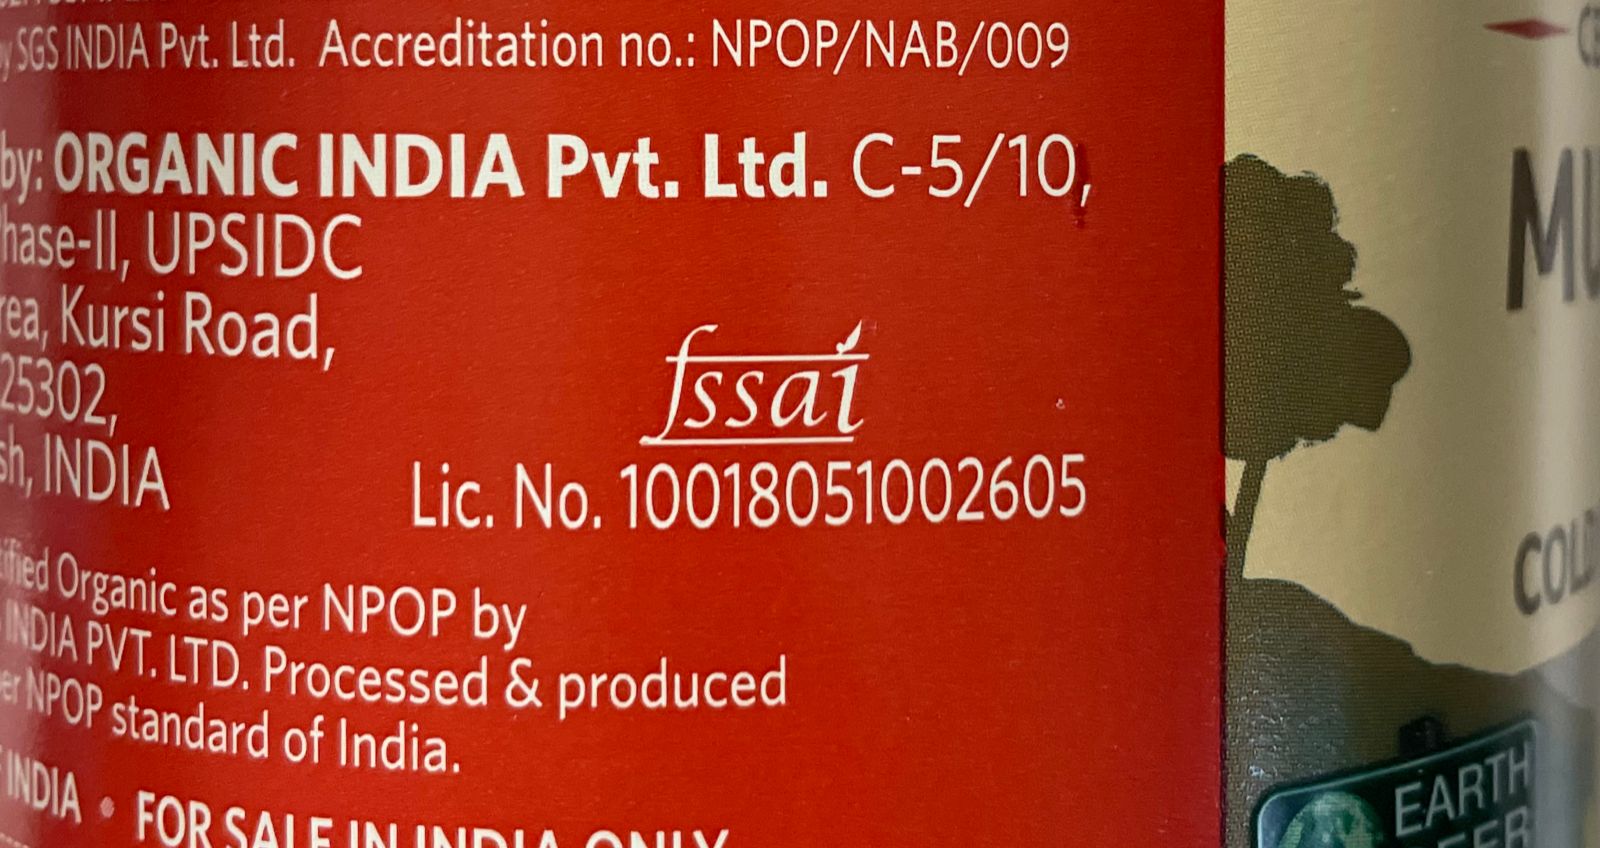 SGS INDIA Pvt. Ltd. Accreditation no.: NPOP/NAB/009
by: ORGANIC INDIA Pvt. Ltd. C-5/10,
Phase-II, UPSIDC
rea, Kursi Road,
25302,
sh, INDIA
fssai
Lic. No. 10018051002605
ified Organic as per NPOP by
INDIA PVT. LTD. Processed & produced
er NPOP standard of India.
INDIA • FOR SALE IN INDIA ONLY
MU
COLD
EARTH